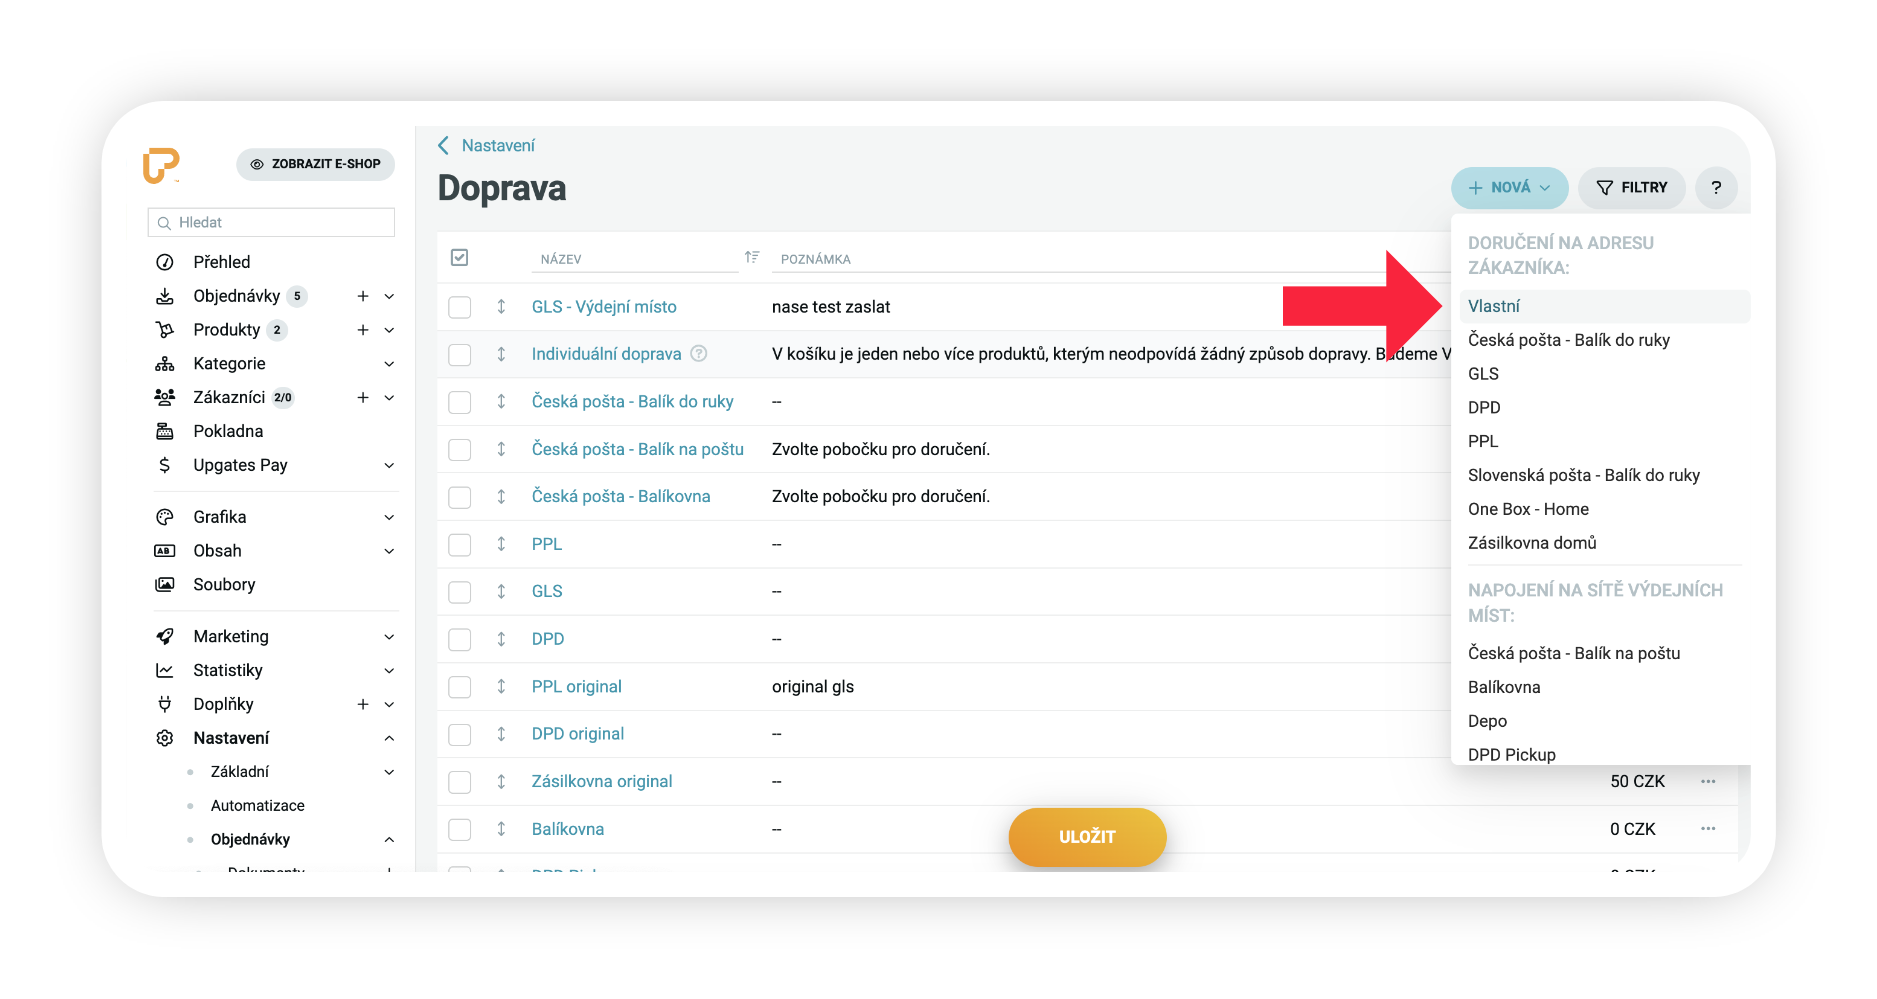 ZOBRAZIT E-SHOP
Hledat
Přehled
Objednávky 5
Produkty 2
Kategorie
Zákazníci 2/0
Pokladna
Upgates Pay
Grafika
Obsah
Soubory
Marketing
Statistiky
Doplňky
Nastavení
Základní
Automatizace
Objednávky
Dokumenty
Nastavení
Doprava
+ NOVÁ
FILTRY
?
NÁZEV POZNÁMKA
GLS - Výdejní místo nase test zaslat
Individuální doprava ? V košíku je jeden nebo více produktů, kterým neodpovídá žádný způsob dopravy. V
Česká pošta - Balík do ruky --
Česká pošta - Balík na poštu Zvolte pobočku pro doručení.
Česká pošta - Balíkovna Zvolte pobočku pro doručení.
PPL --
GLS --
DPD --
PPL original original gls
DPD original --
Zásilkovna original -- 50 CZK ...
Balíkovna -- 0 CZK ...
ULOŽIT
DORUČENÍ NA ADRESU
ZÁKAZNÍKA:
Vlastní
Česká pošta - Balík do ruky
GLS
DPD
PPL
Slovenská pošta - Balík do ruky
One Box - Home
Zásilkovna domů
NAPOJENÍ NA SÍTĚ VÝDEJNÍCH
MÍST:
Česká pošta - Balík na poštu
Balíkovna
Depo
DPD Pickup